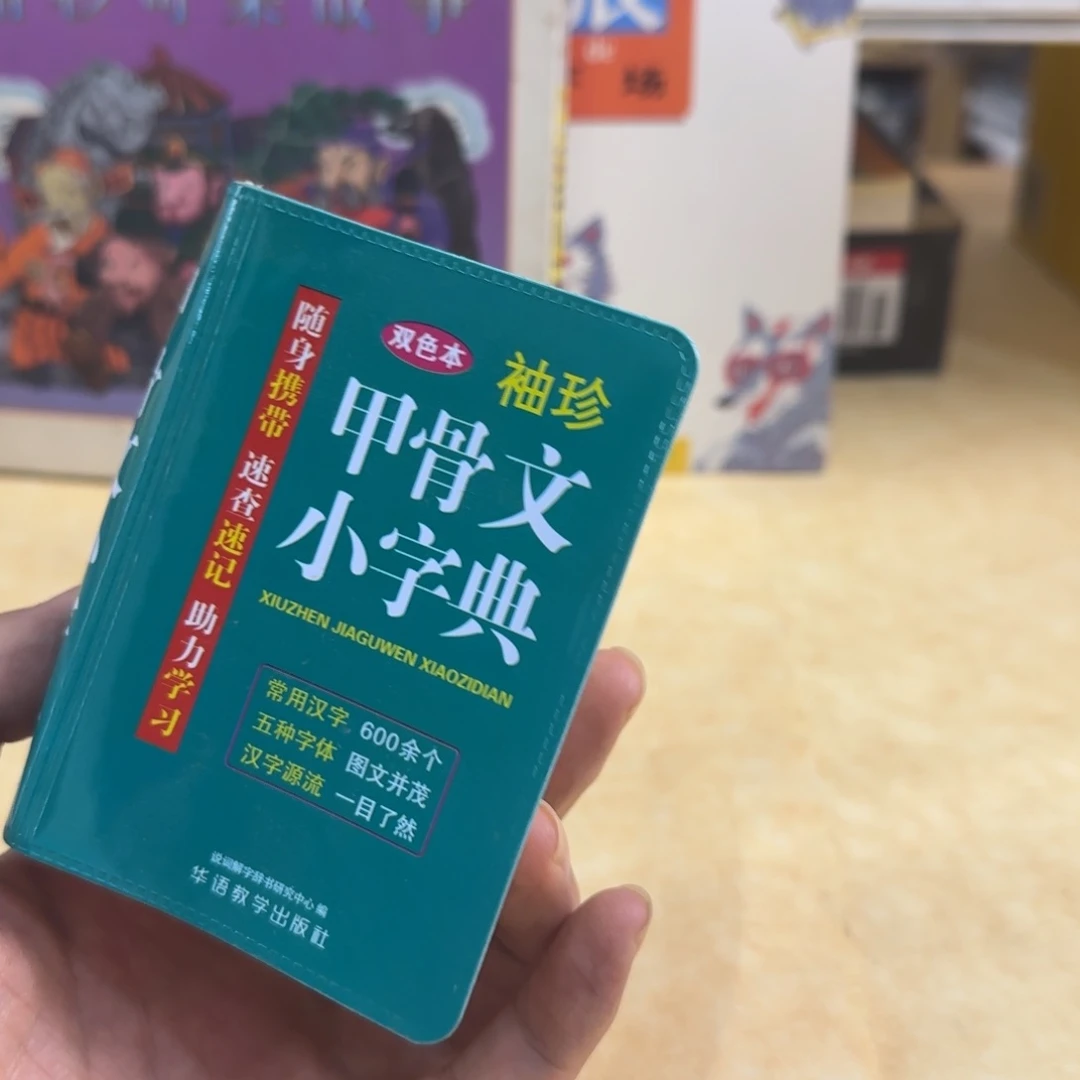 双色本
袖珍
甲骨文
小字典
XIUZHEN JIAGUWEN XIAOZIDIAN
随身携带 速查速记 助力学习
常用汉字 600余个
五种字体 图文并茂
汉字源流 一目了然
说词解字辞书研究中心 编
华语教学出版社